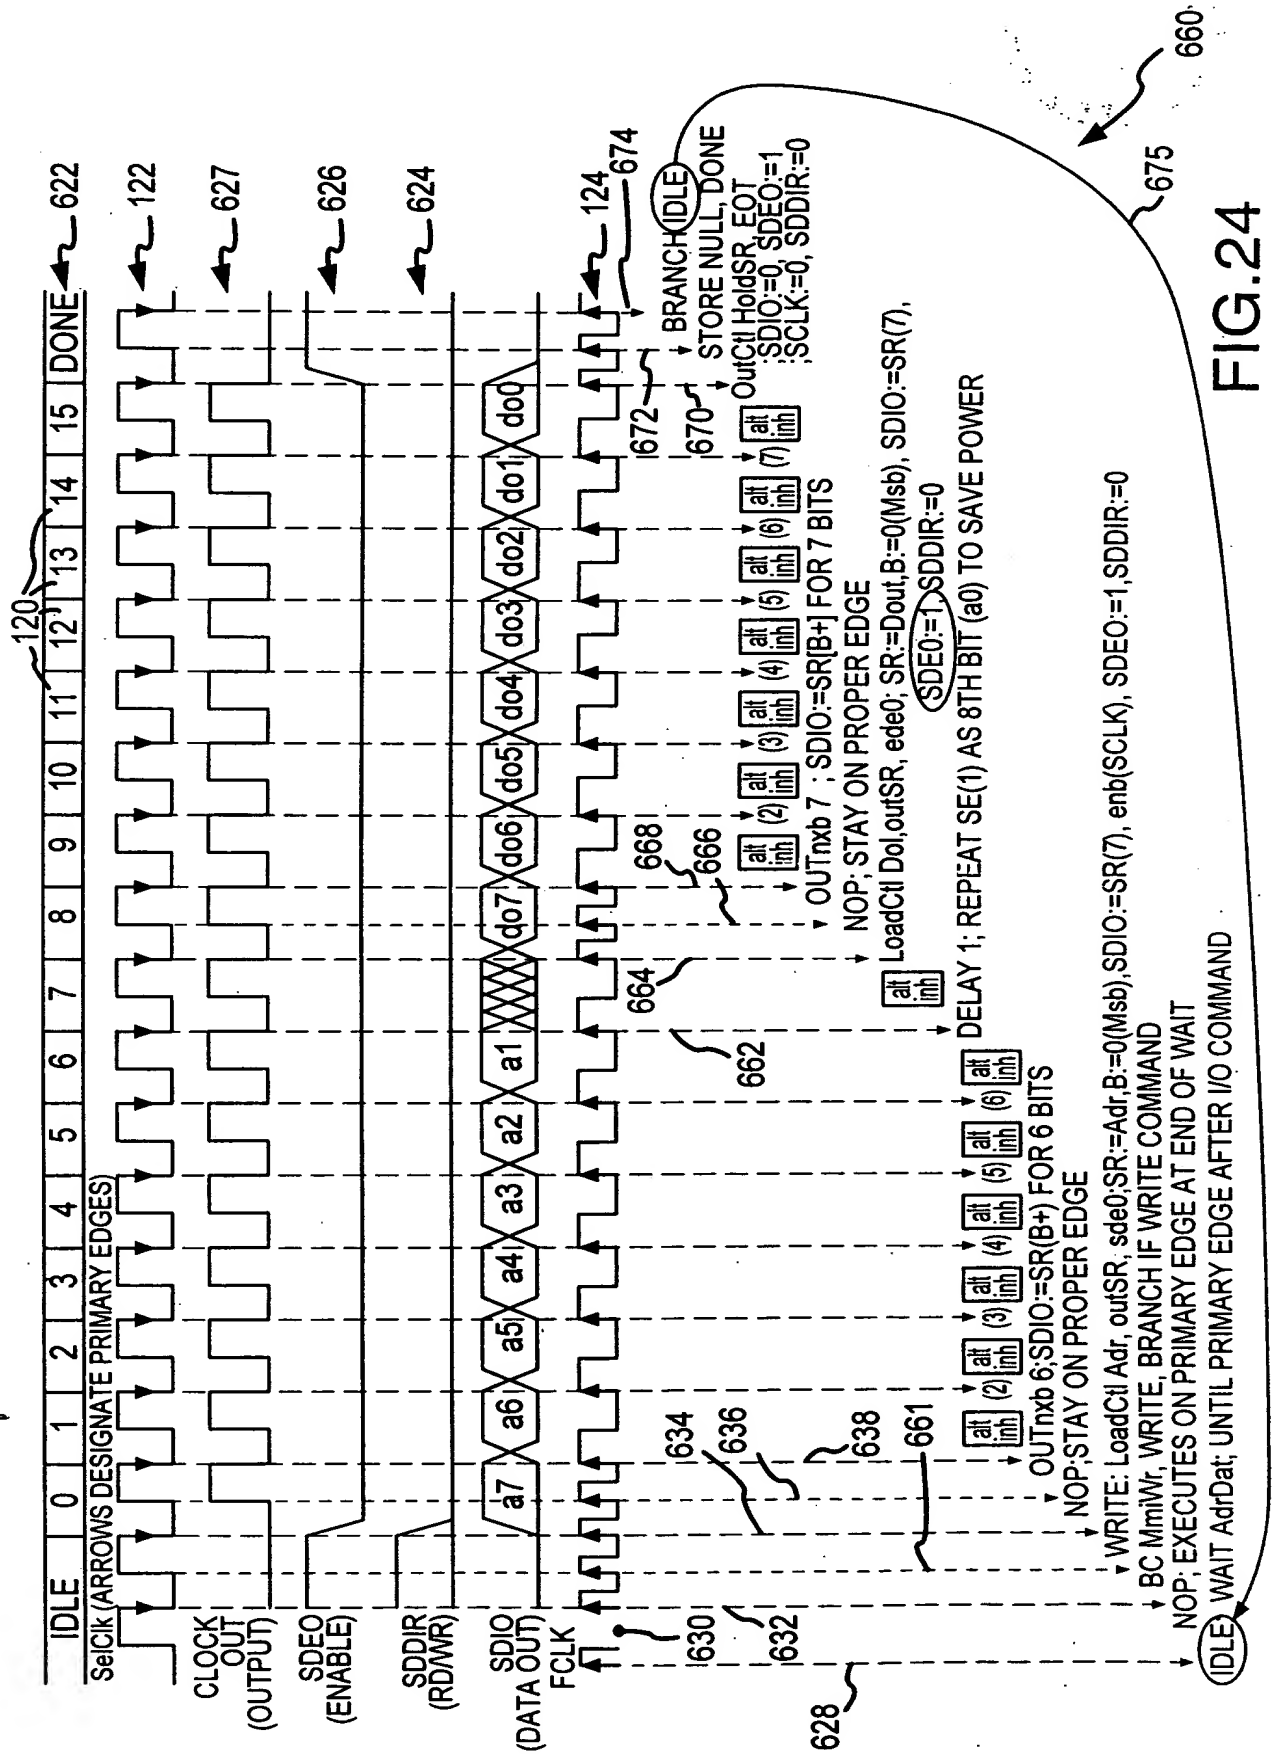 120
IDLE 0 1 2 3 4 5 6 7 8 9 10 11 12 13 14 15 DONE 622
SelClk (ARROWS DESIGNATE PRIMARY EDGES) 122
CLOCK OUT (OUTPUT) 627
SDEO (ENABLE) 626
SDDIR (RD/WR) 624
SDIO (DATA OUT) a7 a6 a5 a4 a3 a2 a1 do7 do6 do5 do4 do3 do2 do1 do0
FCLK 124
630
632
628
634
636
638
661
662
664
668
666
672
670
674
BRANCH IDLE
STORE NULL, DONE
OutCtl HoldSR, EOT
;SDIO:=0, SDEO:=1
;SCLK:=0, SDDIR:=0
alt inh (2) alt inh (3) alt inh (4) alt inh (5) alt inh (6) alt inh (7) alt inh
OUTnxb 7 ; SDIO:=SR[B+] FOR 7 BITS
NOP; STAY ON PROPER EDGE
LoadCtl Dol,outSR, ede0; SR:=Dout,B:=0(Msb), SDIO:=SR(7),
SDE0:=1,SDDIR:=0
alt inh
DELAY 1; REPEAT SE(1) AS 8TH BIT (a0) TO SAVE POWER
alt inh (2) alt inh (3) alt inh (4) alt inh (5) alt inh (6) alt inh
OUTnxb 6;SDIO:=SR(B+) FOR 6 BITS
NOP;STAY ON PROPER EDGE
WRITE: LoadCtl Adr, outSR, sde0;SR:=Adr,B:=0(Msb),SDIO:=SR(7), enb(SCLK), SDEO:=1,SDDIR:=0
BC MmiWr, WRITE, BRANCH IF WRITE COMMAND
NOP; EXECUTES ON PRIMARY EDGE AT END OF WAIT
IDLE WAIT AdrDat; UNTIL PRIMARY EDGE AFTER I/O COMMAND
660
675
FIG.24